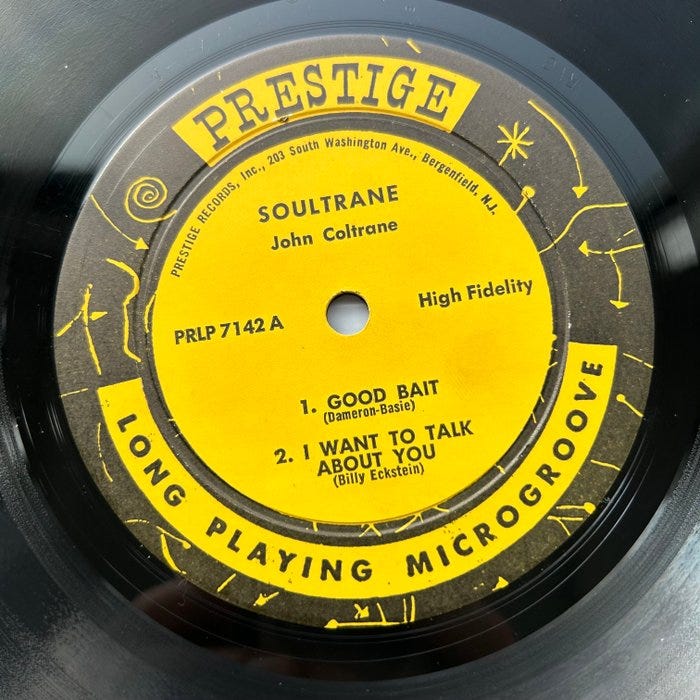 PRESTIGE
PRESTIGE RECORDS, Inc., 203 South Washington Ave., Bergenfield, N.J.
SOULTRANE
John Coltrane
High Fidelity
PRLP 7142 A
1. GOOD BAIT
(Dameron-Basie)
2. I WANT TO TALK
ABOUT YOU
(Billy Eckstein)
LONG PLAYING MICROGROOVE